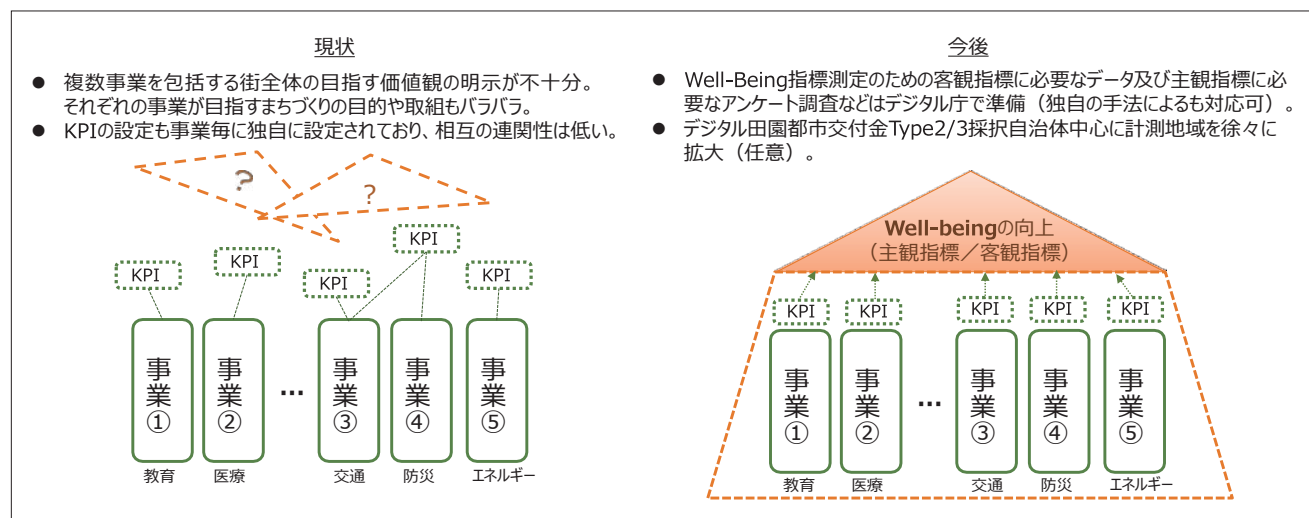 現状
● 複数事業を包括する街全体の目指す価値観の明示が不十分。
それぞれの事業が目指すまちづくりの目的や取組もバラバラ。
● KPIの設定も事業毎に独自に設定されており、相互の連関性は低い。
?
?
KPI
KPI
KPI
KPI
KPI
事業①
事業②
…
事業③
事業④
事業⑤
教育
医療
交通
防災
エネルギー
今後
● Well-Being指標測定のための客観指標に必要なデータ及び主観指標に必
要なアンケート調査などはデジタル庁で準備（独自の手法によるも対応可）。
● デジタル田園都市交付金Type2/3採択自治体中心に計測地域を徐々に
拡大（任意）。
Well-beingの向上
（主観指標／客観指標）
KPI
KPI
KPI
KPI
KPI
事業①
事業②
…
事業③
事業④
事業⑤
教育
医療
交通
防災
エネルギー